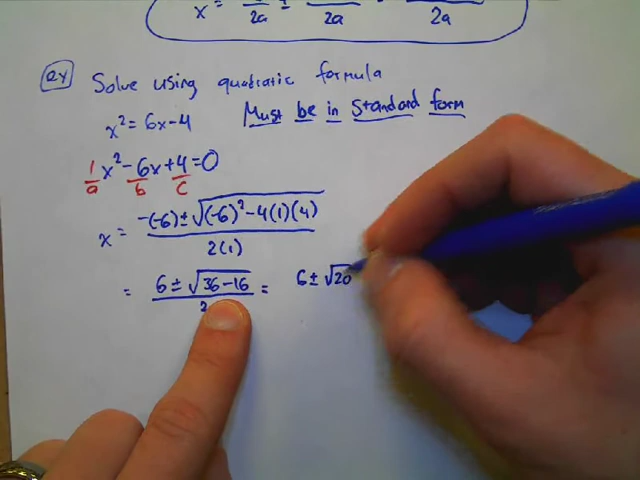 x = 2a ± 2a 2a
Ex Solve using quadratic formula
x² = 6x - 4 Must be in standard form
1x² - 6x + 4 = 0
a b c
x = -(-6) ± √(-6)² - 4(1)(4)
2(1)
= 6 ± √36-16 = 6 ± √20
2